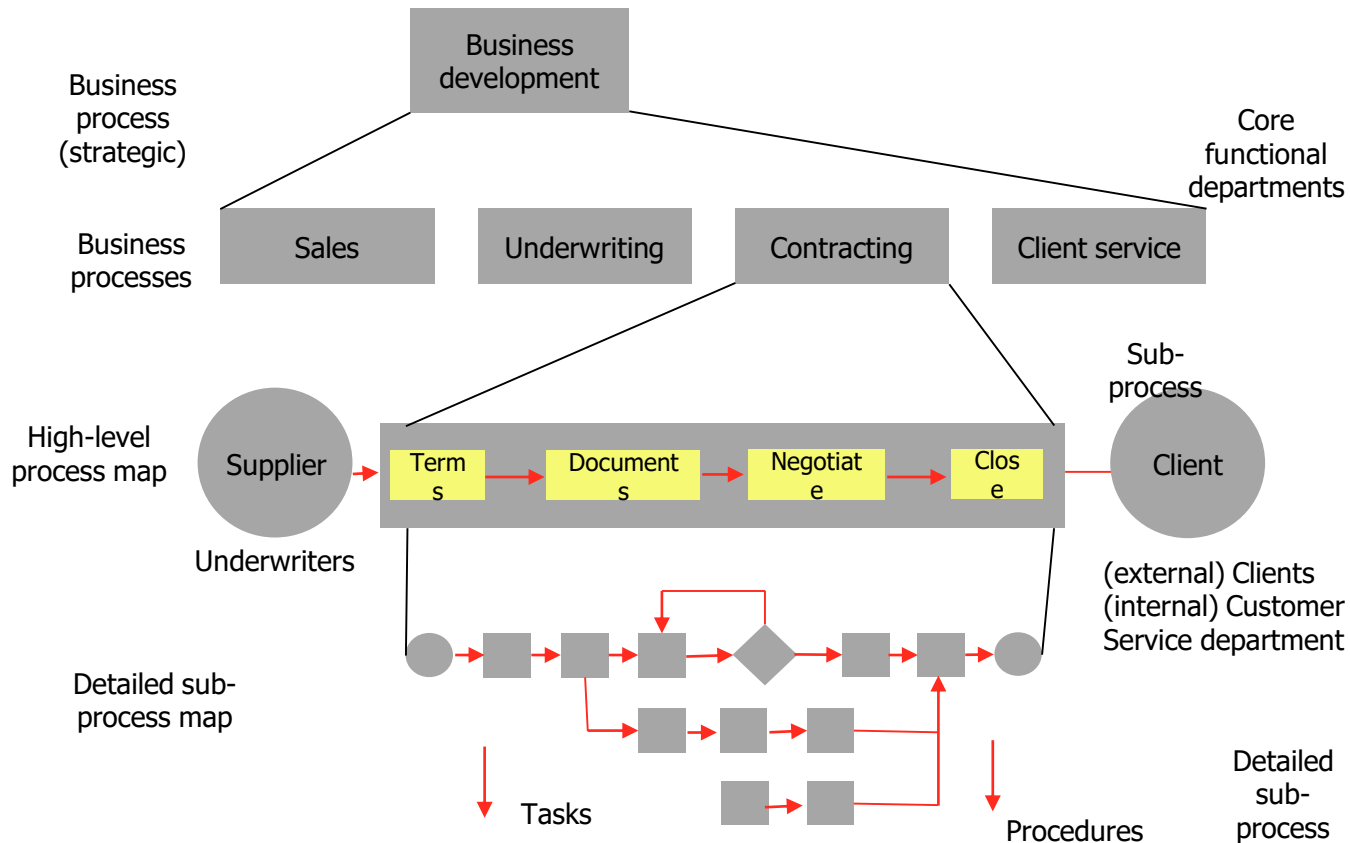 Business
development
Business
process
(strategic)
Core
functional
departments
Business
processes
Sales
Underwriting
Contracting
Client service
Sub-
process
High-level
process map
Supplier
Term
s
Document
s
Negotiat
e
Clos
e
Client
Underwriters
(external) Clients
(internal) Customer
Service department
Detailed sub-
process map
Tasks
Procedures
Detailed
sub-
process